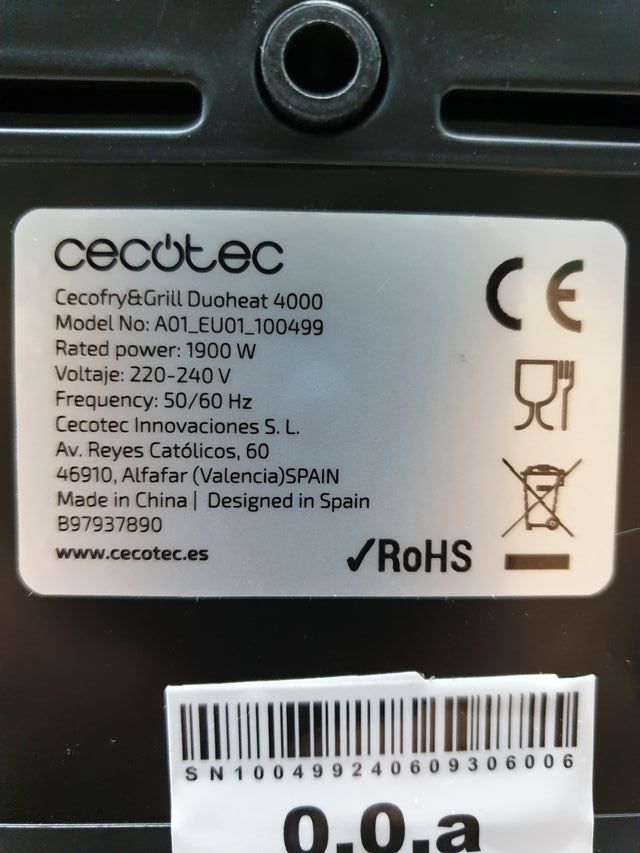 cecotec
Cecofry&Grill Duoheat 4000
Model No: A01_EU01_100499
Rated power: 1900 W
Voltaje: 220-240 V
Frequency: 50/60 Hz
Cecotec Innovaciones S. L.
Av. Reyes Católicos, 60
46910, Alfafar (Valencia)SPAIN
Made in China | Designed in Spain
B97937890
www.cecotec.es
CE
✓RoHS
SN100499240609306006
0.0.a